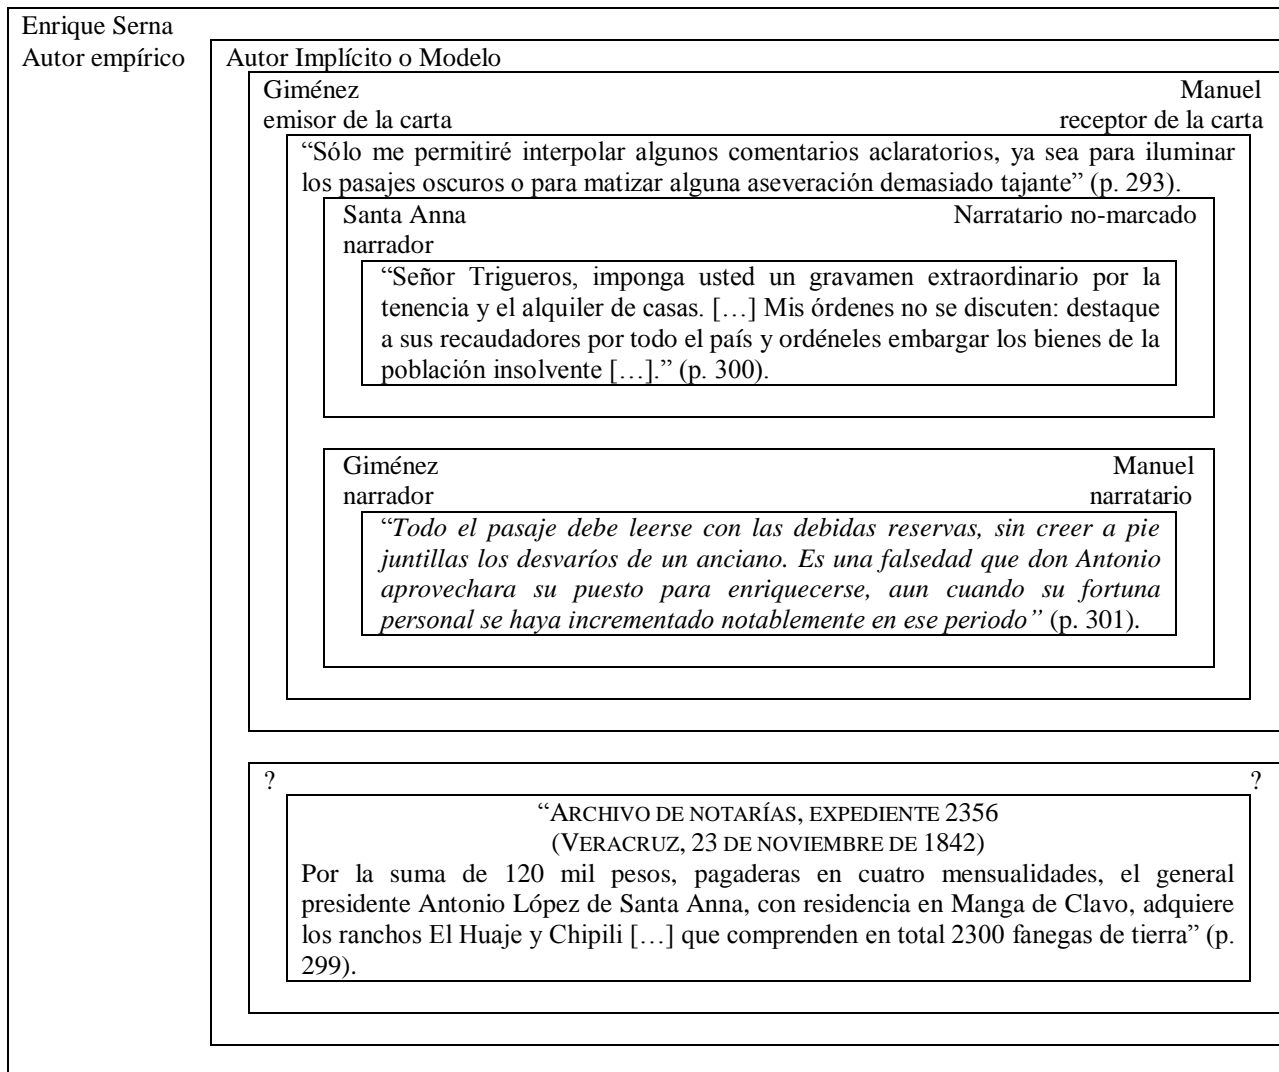 Enrique Serna
Autor empírico
Autor Implícito o Modelo
Giménez Manuel
emisor de la carta receptor de la carta
“Sólo me permitiré interpolar algunos comentarios aclaratorios, ya sea para iluminar
los pasajes oscuros o para matizar alguna aseveración demasiado tajante” (p. 293).
Santa Anna Narratario no-marcado
narrador
“Señor Trigueros, imponga usted un gravamen extraordinario por la
tenencia y el alquiler de casas. […] Mis órdenes no se discuten: destaque
a sus recaudadores por todo el país y ordéneles embargar los bienes de la
población insolvente […].” (p. 300).
Giménez Manuel
narrador narratario
“Todo el pasaje debe leerse con las debidas reservas, sin creer a pie
juntillas los desvaríos de un anciano. Es una falsedad que don Antonio
aprovechara su puesto para enriquecerse, aun cuando su fortuna
personal se haya incrementado notablemente en ese periodo” (p. 301).
? ?
“ARCHIVO DE NOTARÍAS, EXPEDIENTE 2356
(VERACRUZ, 23 DE NOVIEMBRE DE 1842)
Por la suma de 120 mil pesos, pagaderas en cuatro mensualidades, el general
presidente Antonio López de Santa Anna, con residencia en Manga de Clavo, adquiere
los ranchos El Huaje y Chipili […] que comprenden en total 2300 fanegas de tierra” (p.
299).